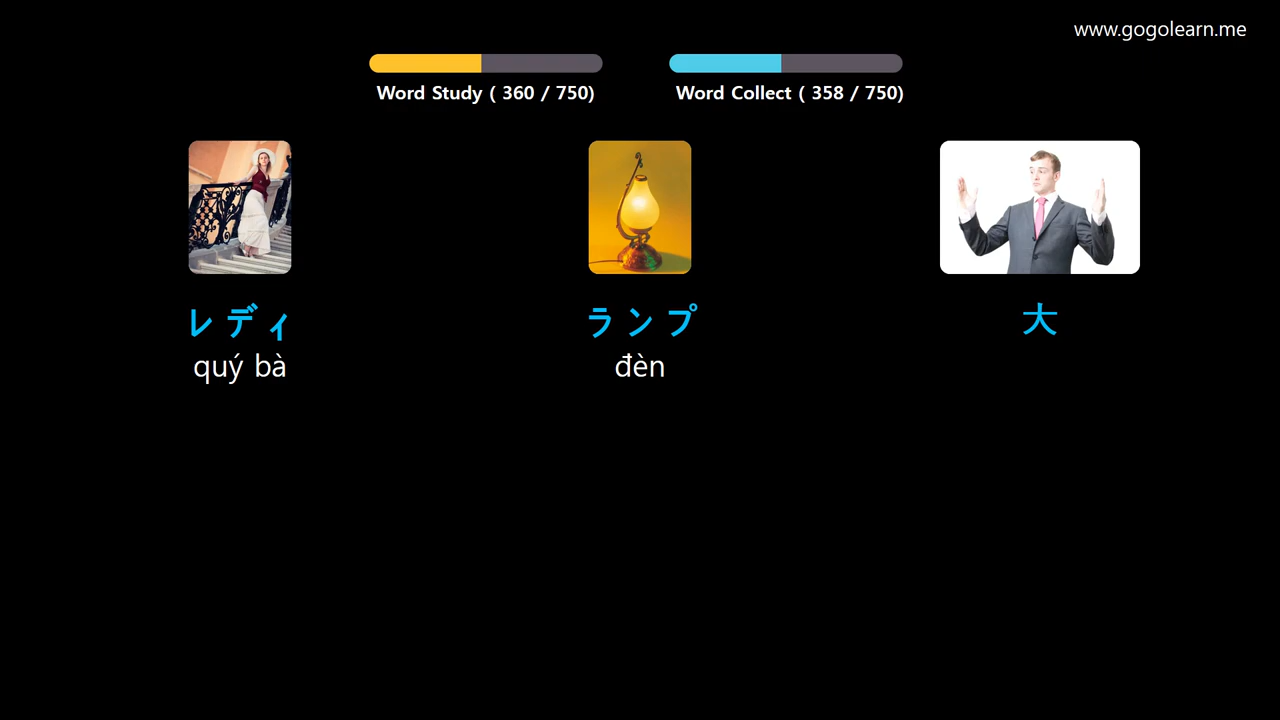 www.gogolearn.me
Word Study ( 360 / 750)
Word Collect ( 358 / 750)
レディ
quý bà
ランプ
đèn
大